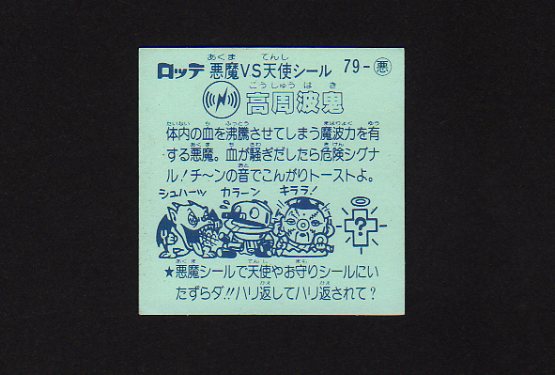 ロッテ 悪魔VS天使シール 79-悪
高周波鬼
体内の血を沸騰させてしまう魔波力を有
する悪魔。血が騒ぎだしたら危険シグナ
ル!チ〜ンの音でこんがりトーストよ。
シュハーッ カラーン キララ!
?
★悪魔シールで天使やお守りシールにい
たずらダ!!ハリ返してハリ返されて?